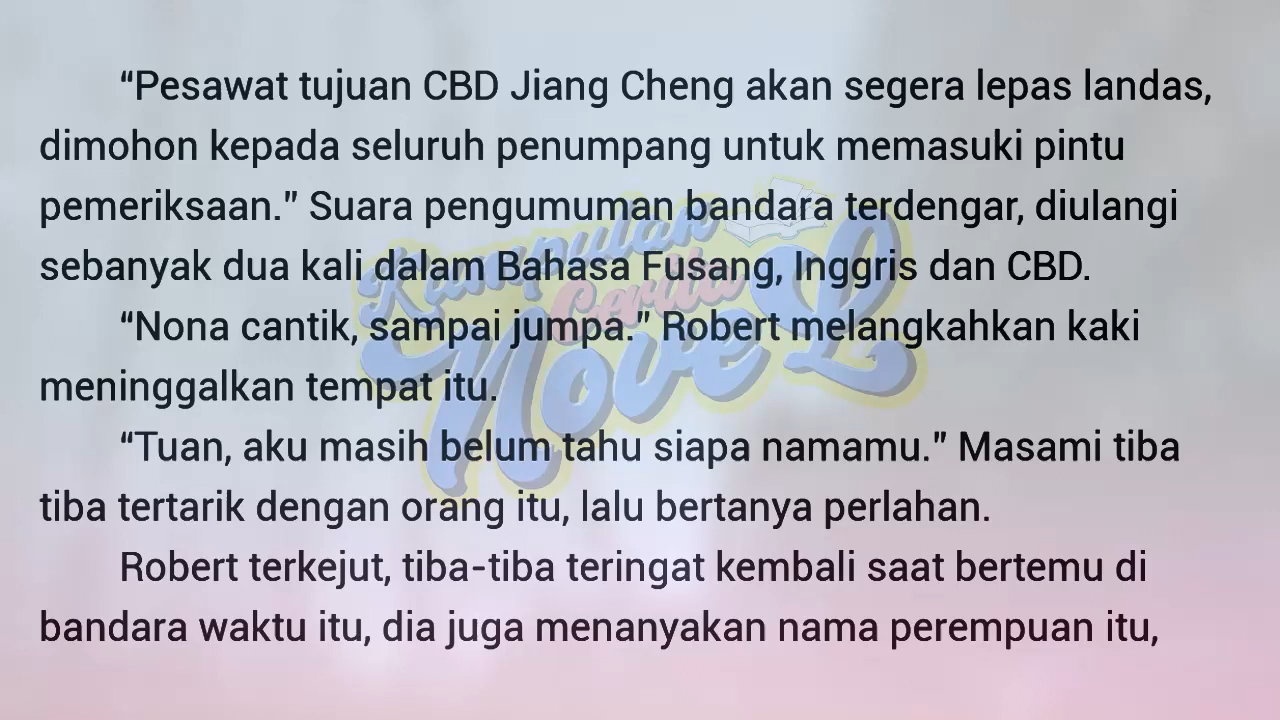 “Pesawat tujuan CBD Jiang Cheng akan segera lepas landas,
dimohon kepada seluruh penumpang untuk memasuki pintu
pemeriksaan.” Suara pengumuman bandara terdengar, diulangi
sebanyak dua kali dalam Bahasa Fusang, Inggris dan CBD.
“Nona cantik, sampai jumpa.” Robert melangkahkan kaki
meninggalkan tempat itu.
“Tuan, aku masih belum tahu siapa namamu.” Masami tiba
tiba tertarik dengan orang itu, lalu bertanya perlahan.
Robert terkejut, tiba-tiba teringat kembali saat bertemu di
bandara waktu itu, dia juga menanyakan nama perempuan itu,
Kumpulan
Cerita
Novel